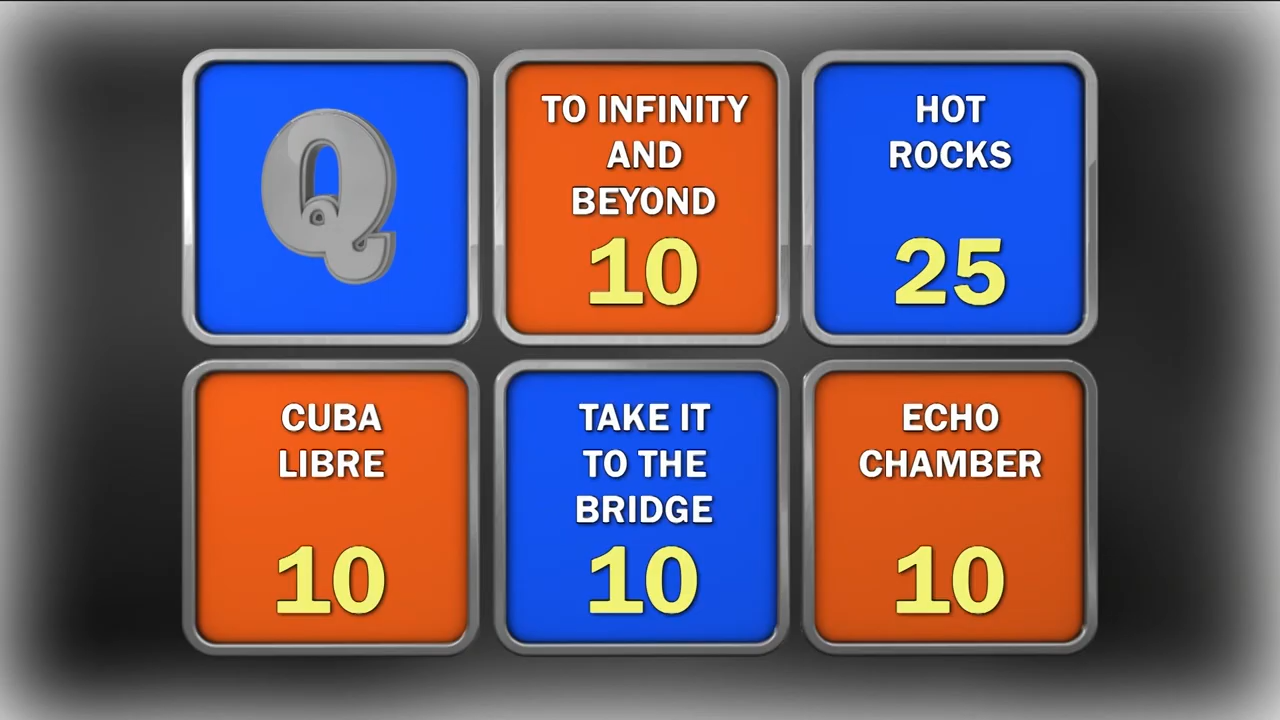 Q
TO INFINITY
AND
BEYOND
10
HOT
ROCKS
25
CUBA
LIBRE
10
TAKE IT
TO THE
BRIDGE
10
ECHO
CHAMBER
10